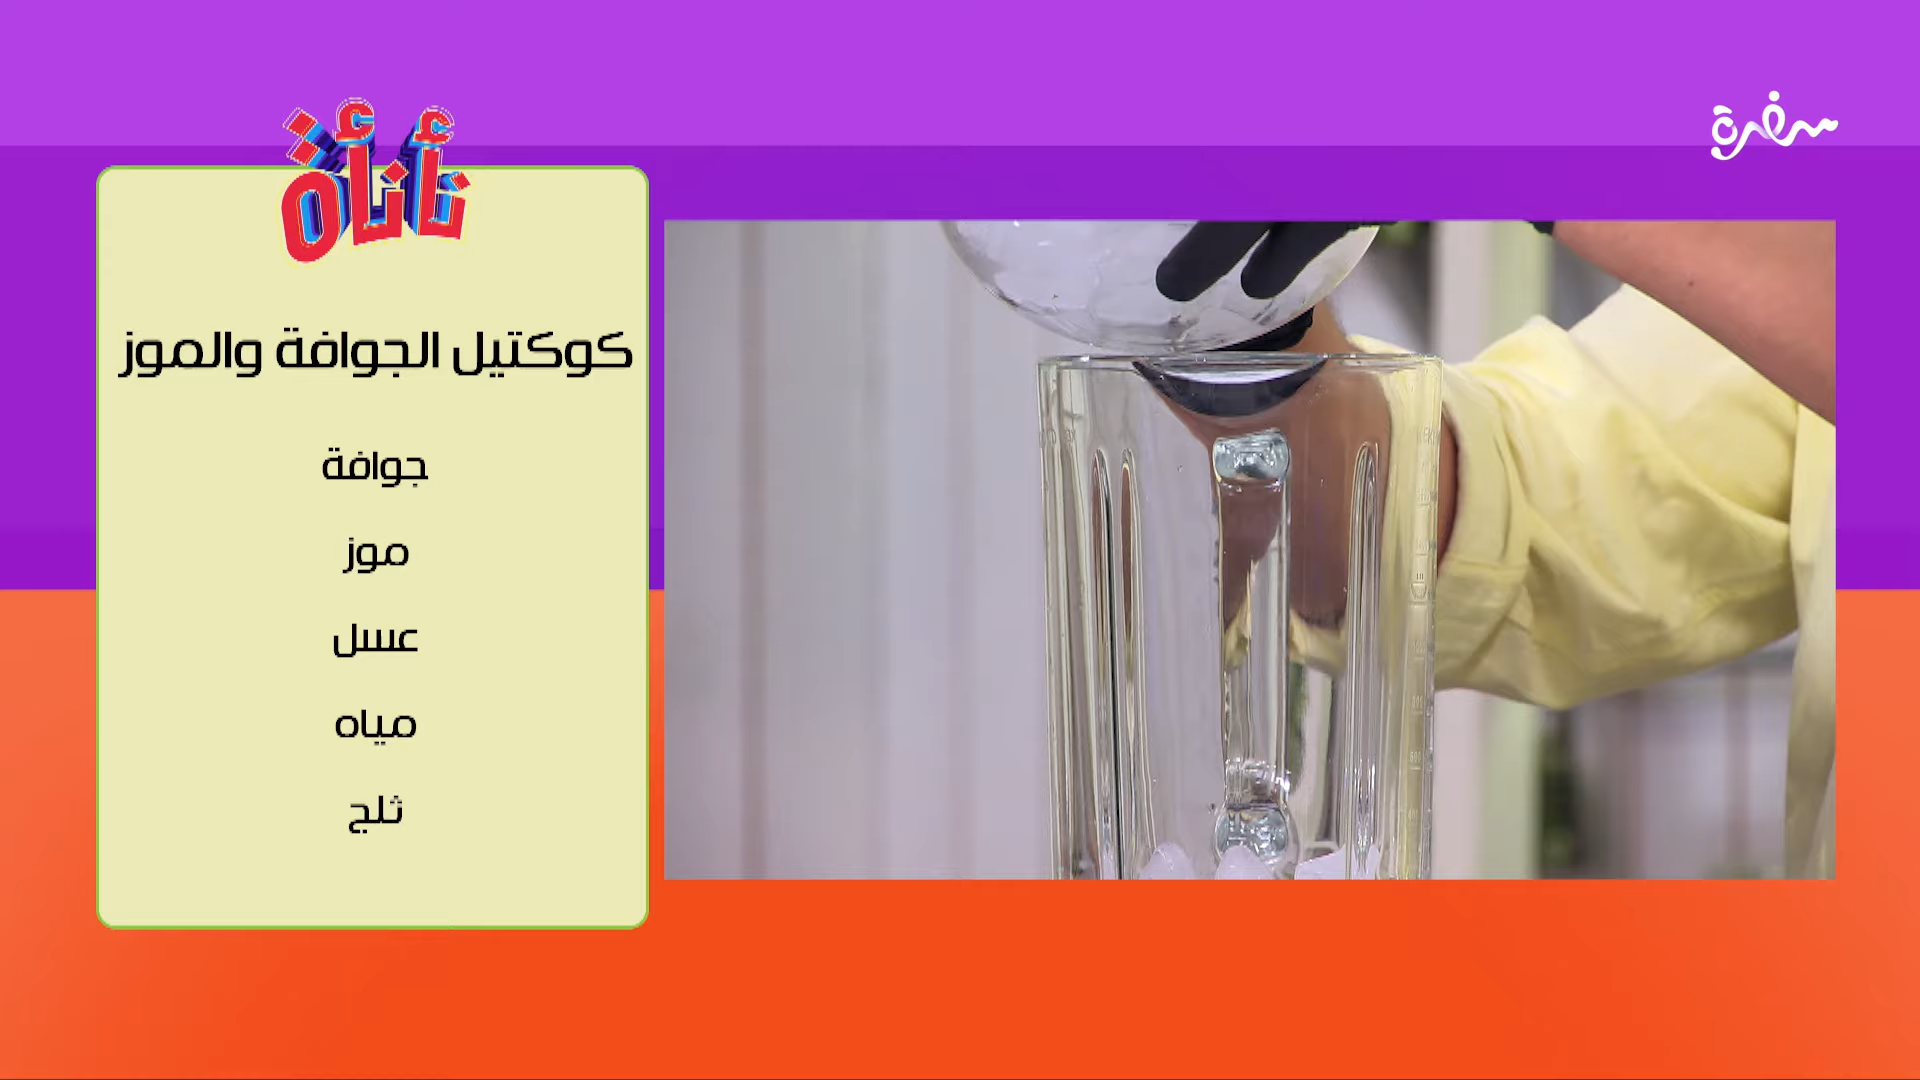 نأنأة
سفرة
كوكتيل الجوافة والموز
جوافة
موز
عسل
مياه
ثلج